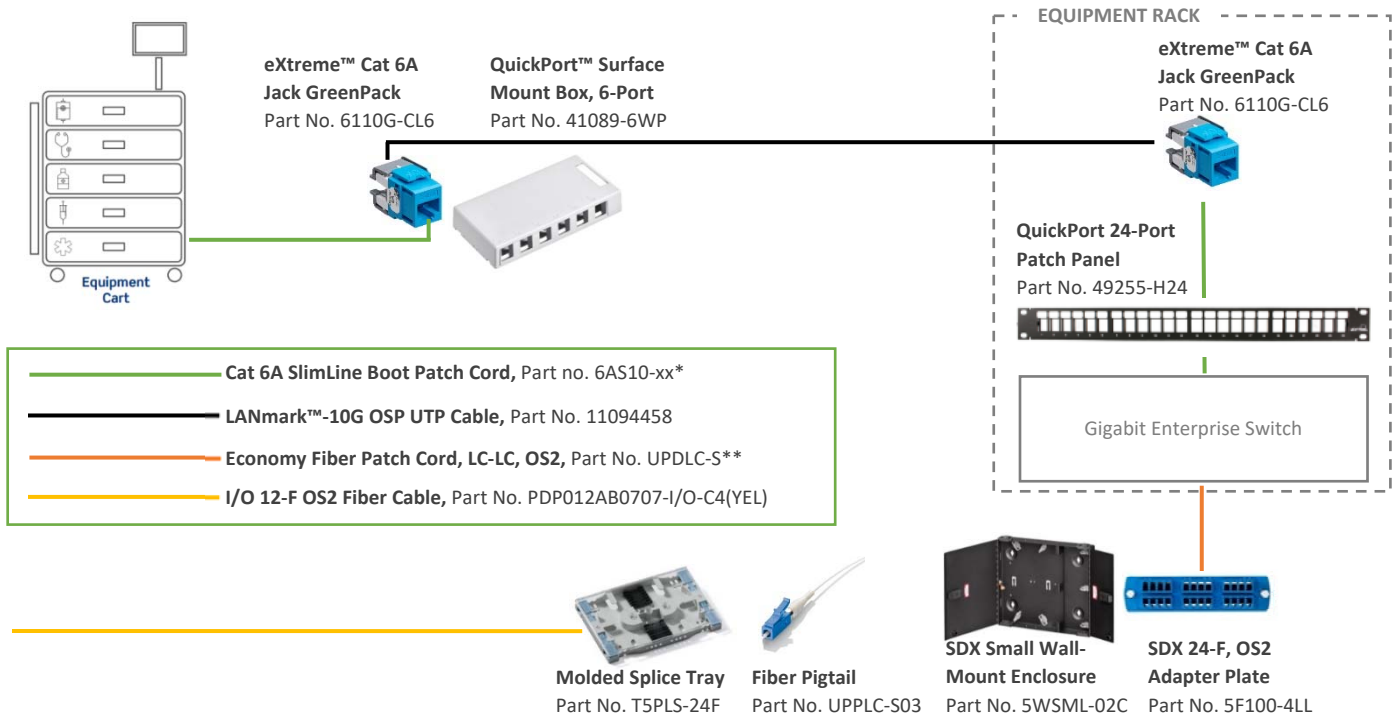 EQUIPMENT RACK
eXtreme™ Cat 6A
Jack GreenPack
Part No. 6110G-CL6
QuickPort™ Surface
Mount Box, 6-Port
Part No. 41089-6WP
eXtreme™ Cat 6A
Jack GreenPack
Part No. 6110G-CL6
Equipment
Cart
QuickPort 24-Port
Patch Panel
Part No. 49255-H24
Cat 6A SlimLine Boot Patch Cord, Part no. 6AS10-xx*
LANmark™-10G OSP UTP Cable, Part No. 11094458
Economy Fiber Patch Cord, LC-LC, OS2, Part No. UPDLC-S**
I/O 12-F OS2 Fiber Cable, Part No. PDP012AB0707-I/O-C4(YEL)
Gigabit Enterprise Switch
Molded Splice Tray
Part No. T5PLS-24F
Fiber Pigtail
Part No. UPPLC-S03
SDX Small Wall-
Mount Enclosure
Part No. 5WSML-02C
SDX 24-F, OS2
Adapter Plate
Part No. 5F100-4LL